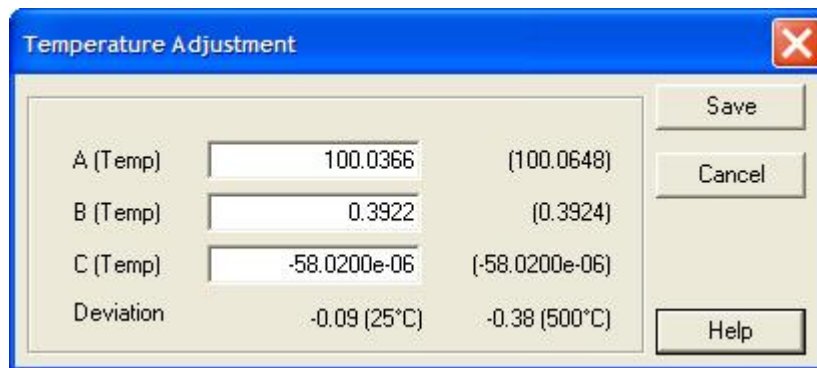 Temperature Adjustment
Save
A (Temp) 100.0366 (100.0648)
Cancel
B (Temp) 0.3922 (0.3924)
C (Temp) -58.0200e-06 (-58.0200e-06)
Deviation -0.09 (25°C) -0.38 (500°C)
Help